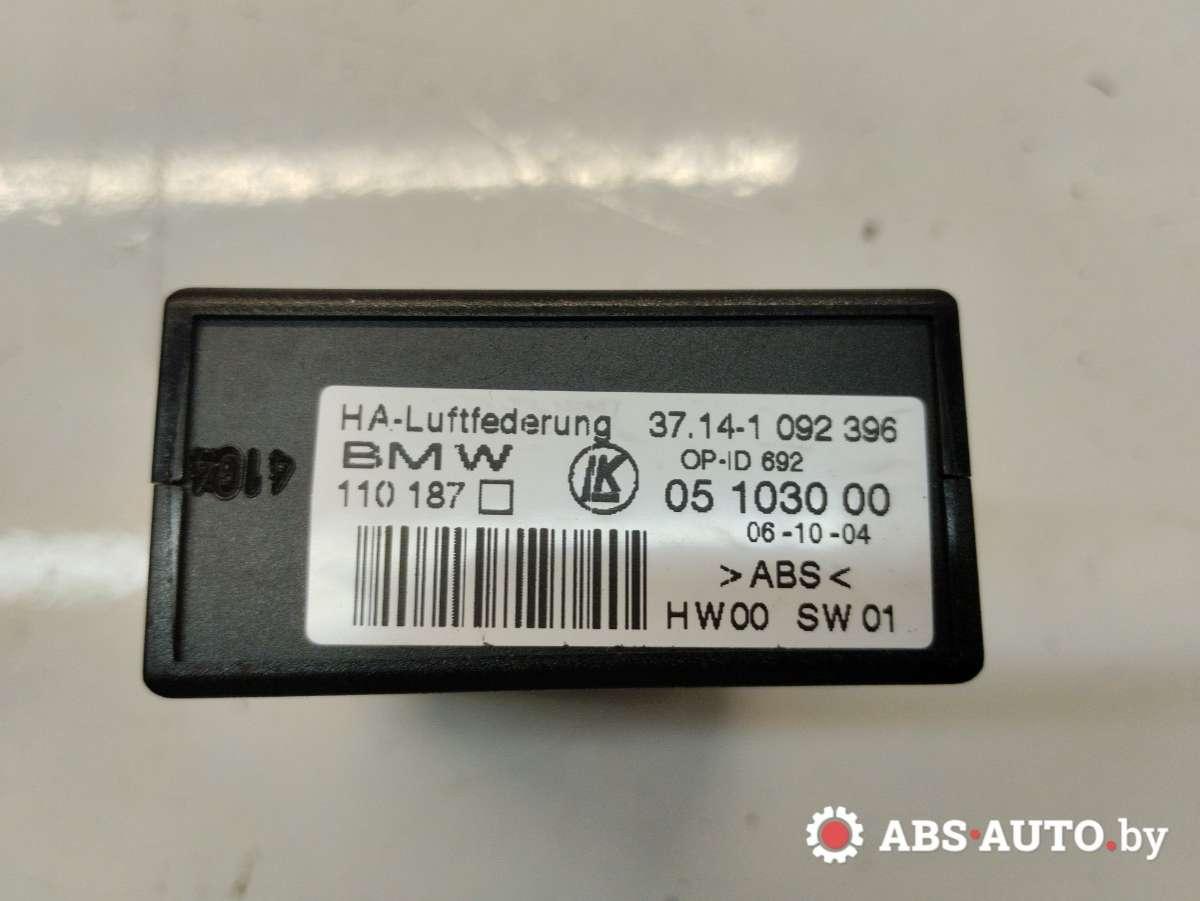 HA-Luftfederung 37.14-1 092 396
BMW LK OP-ID 692
110 187 05 1030 00
06-10-04
>ABS<
HW00 SW01
ABS-AUTO.by